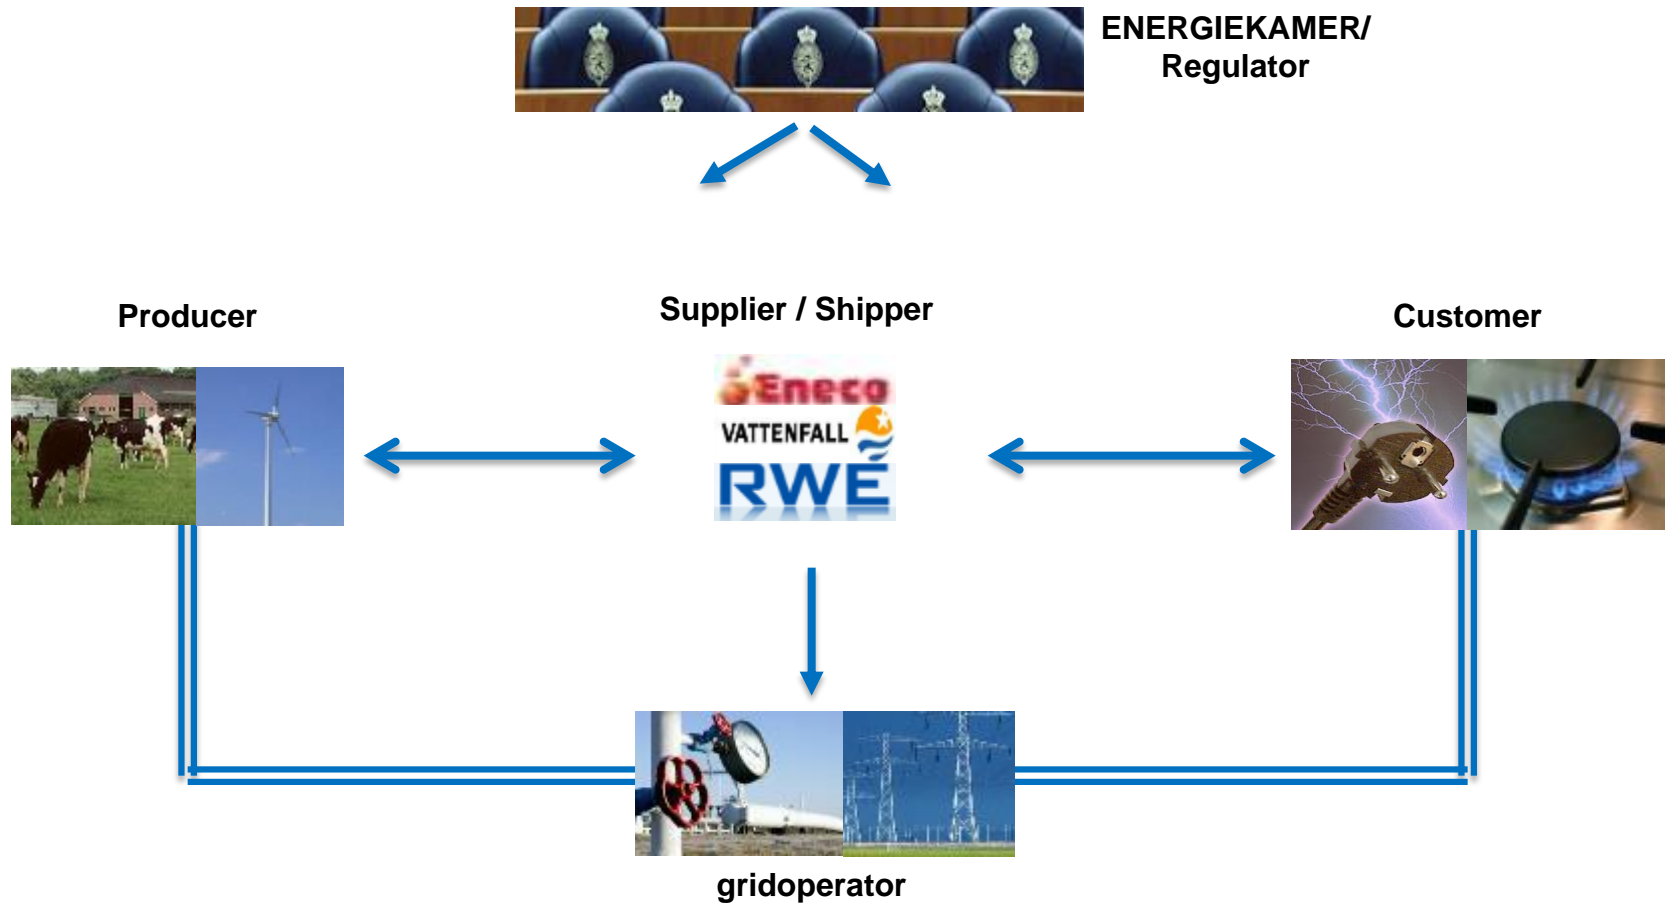 ENERGIEKAMER/
Regulator
Producer
Supplier / Shipper
Customer
Eneco
VATTENFALL
RWE
gridoperator